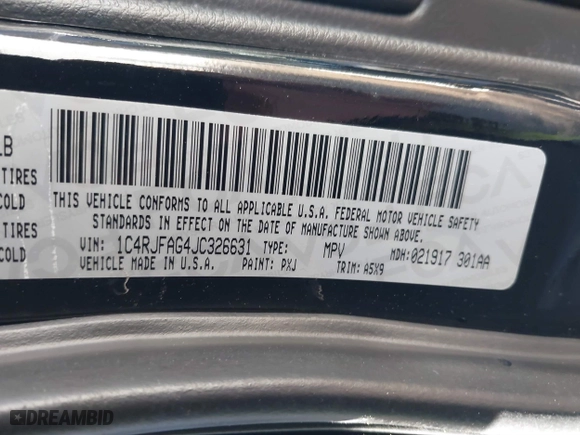 LB
TIRES
COLD
TIRES
COLD
THIS VEHICLE CONFORMS TO ALL APPLICABLE U.S.A. FEDERAL MOTOR VEHICLE SAFETY
STANDARDS IN EFFECT ON THE DATE OF MANUFACTURE SHOWN ABOVE.
VIN: 1C4RJFAG4JC326631 TYPE: MPV MDH:021917 301AA
VEHICLE MADE IN U.S.A. PAINT: PXJ TRIM: A5X9
DREAMBID